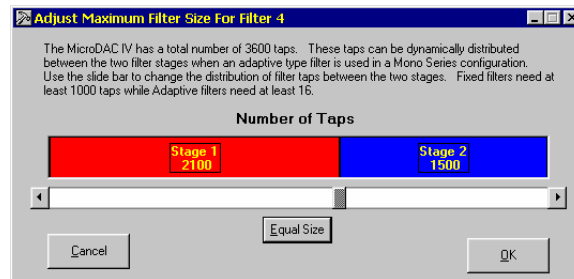 Adjust Maximum Filter Size For Filter 4
The MicroDAC IV has a total number of 3600 taps. These taps can be dynamically distributed
between the two filter stages when an adaptive type filter is used in a Mono Series configuration.
Use the slide bar to change the distribution of filter taps between the two stages. Fixed filters need at
least 1000 taps while Adaptive filters need at least 16.
Number of Taps
Stage 1
2100
Stage 2
1500
Equal Size
Cancel
OK